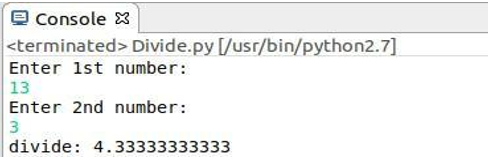 Console
<terminated> Divide.py [/usr/bin/python2.7]
Enter 1st number:
13
Enter 2nd number:
3
divide: 4.33333333333